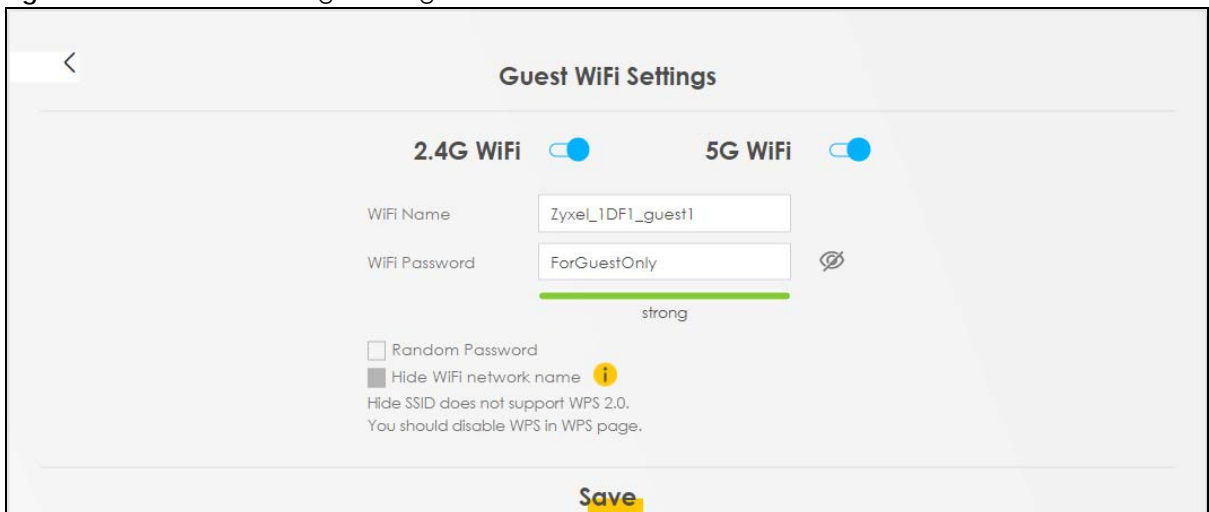 Guest WiFi Settings
2.4G WiFi 5G WiFi
WiFi Name Zyxel_1DF1_guest1
WiFi Password ForGuestOnly
strong
Random Password
Hide WiFi network name i
Hide SSID does not support WPS 2.0.
You should disable WPS in WPS page.
Save